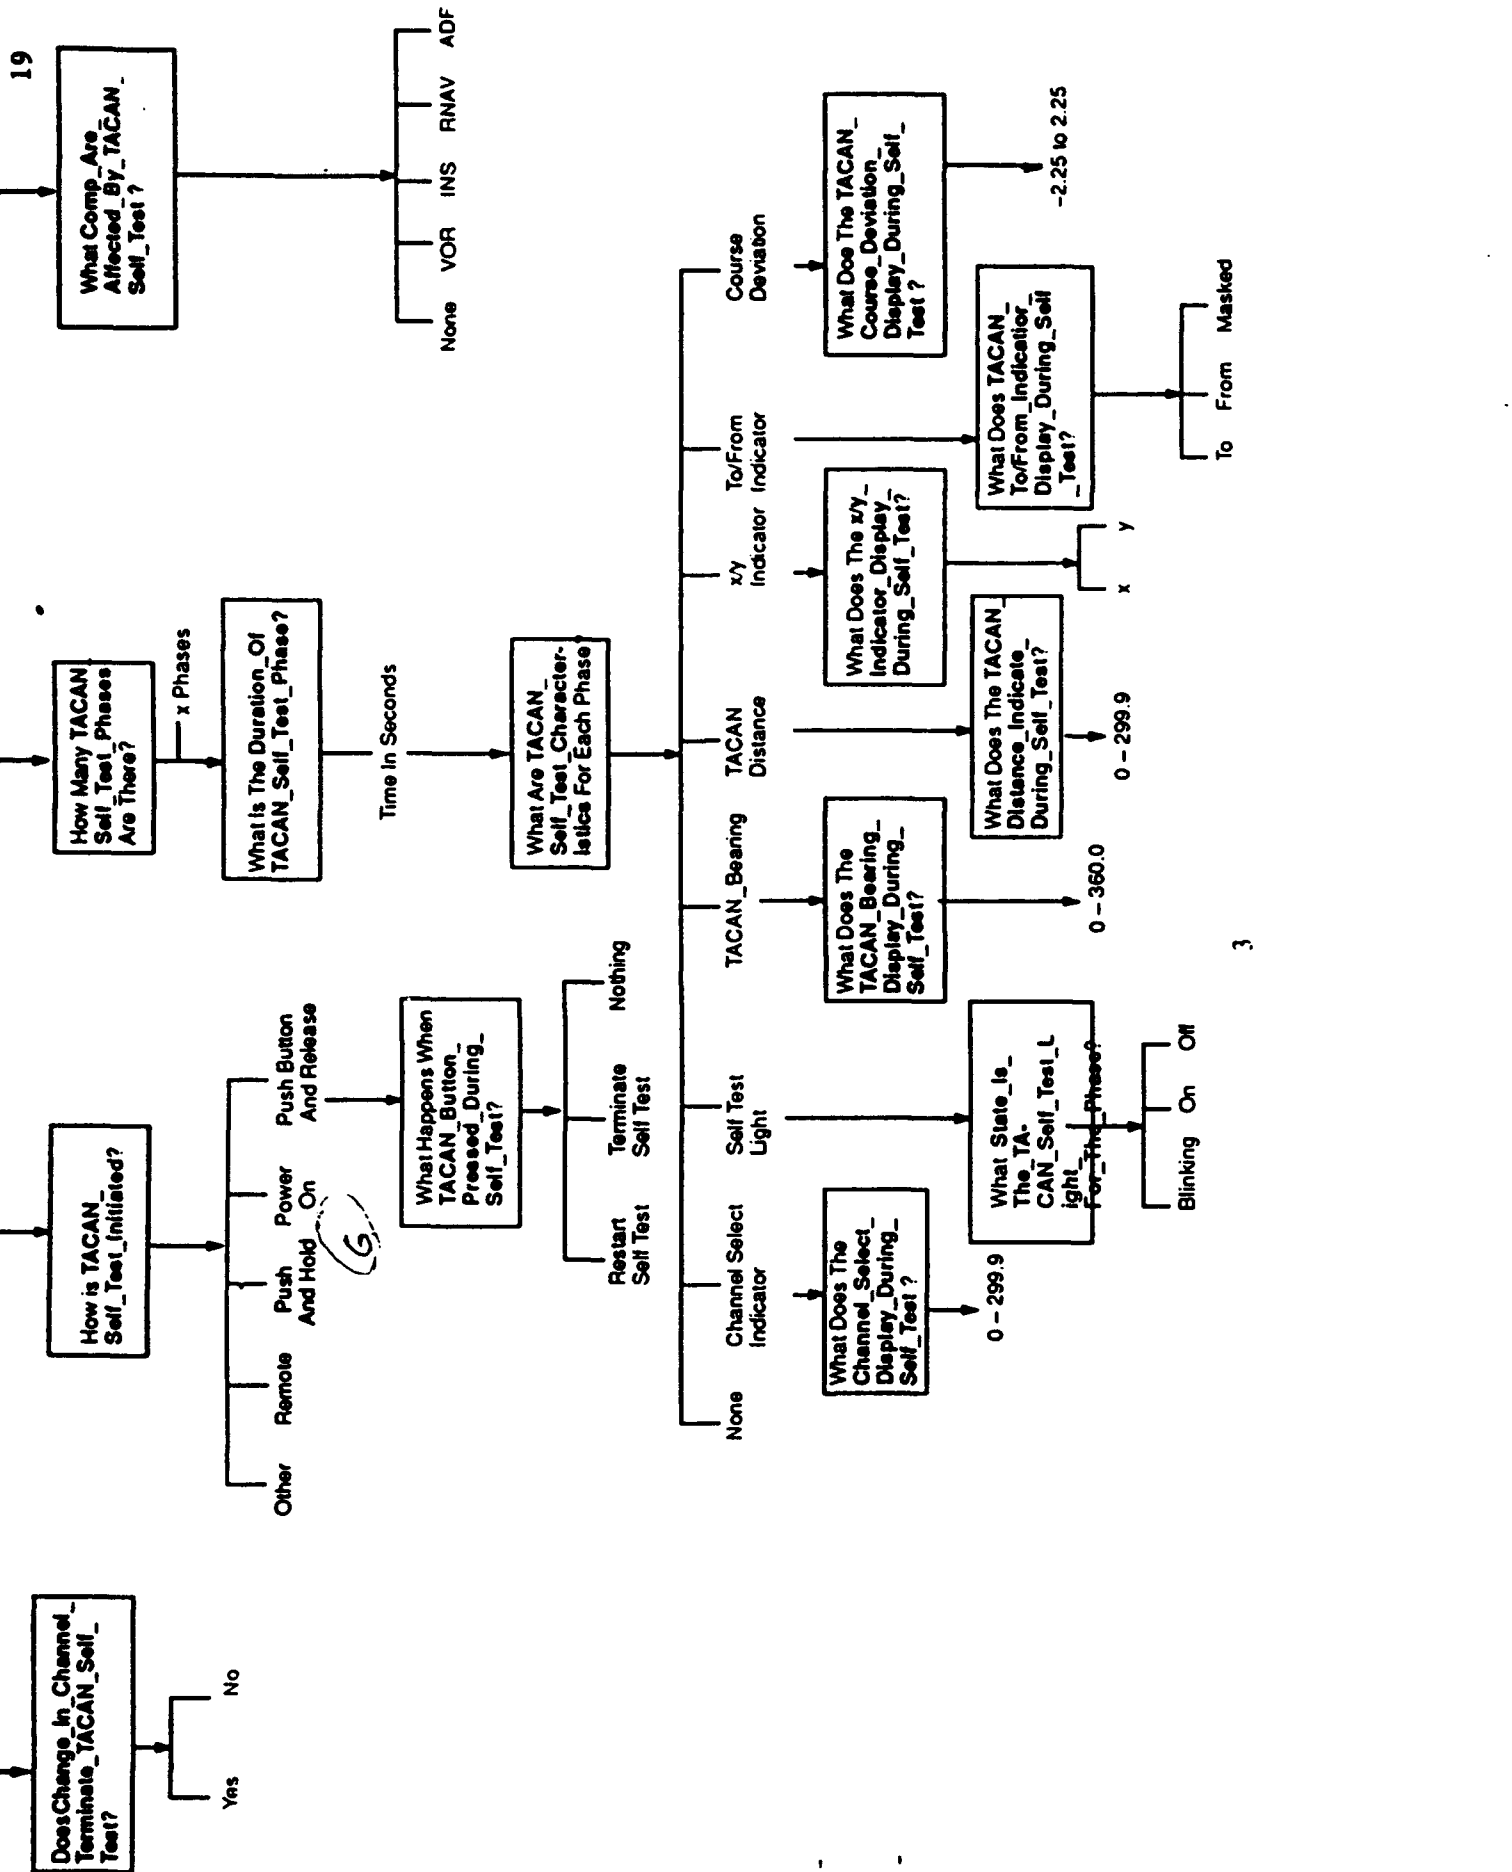 19
DoesChange_In_Channel_
Terminate_TACAN_Self_
Test?
Yes
No
How is TACAN_
Self_Test_Initiated?
Other
Remote
Push
And Hold
Power
On
Push Button
And Release
G
What Happens When
TACAN_Button_
Pressed_During_
Self_Test?
Restart
Self Test
Terminate
Self Test
Nothing
How Many TACAN
Self_Test_Phases
Are There?
x Phases
What Is The Duration_Of
TACAN_Self_Test_Phase?
Time In Seconds
What Are TACAN_
Self_Test_Character-
istics For Each Phase
None
Channel Select
Indicator
Self Test
Light
TACAN_Bearing
TACAN
Distance
x/y
Indicator
To/From
Indicator
Course
Deviation
What Does The
Channel_Select_
Display_During_
Self_Test ?
0 – 299.9
What State_Is_
The_TA-
CAN_Self_Test_L
ight_
For_The_Phase?
Blinking
On
Off
What Does The
TACAN_Bearing_
Display_During_
Self_Test?
0 – 360.0
What Does The TACAN_
Distance_Indicate_
During_Self_Test?
0 – 299.9
What Does The x/y_
Indicator_Display_
During_Self_Test?
x
y
What Does TACAN_
To/From_Indicatior_
Display_During_Self
_Test?
To
From
Masked
What Doe The TACAN_
Course_Deviation_
Display_During_Self_
Test ?
-2.25 to 2.25
What Comp_Are_
Affected_By_TACAN_
Self_Test ?
None
VOR
INS
RNAV
ADF
3